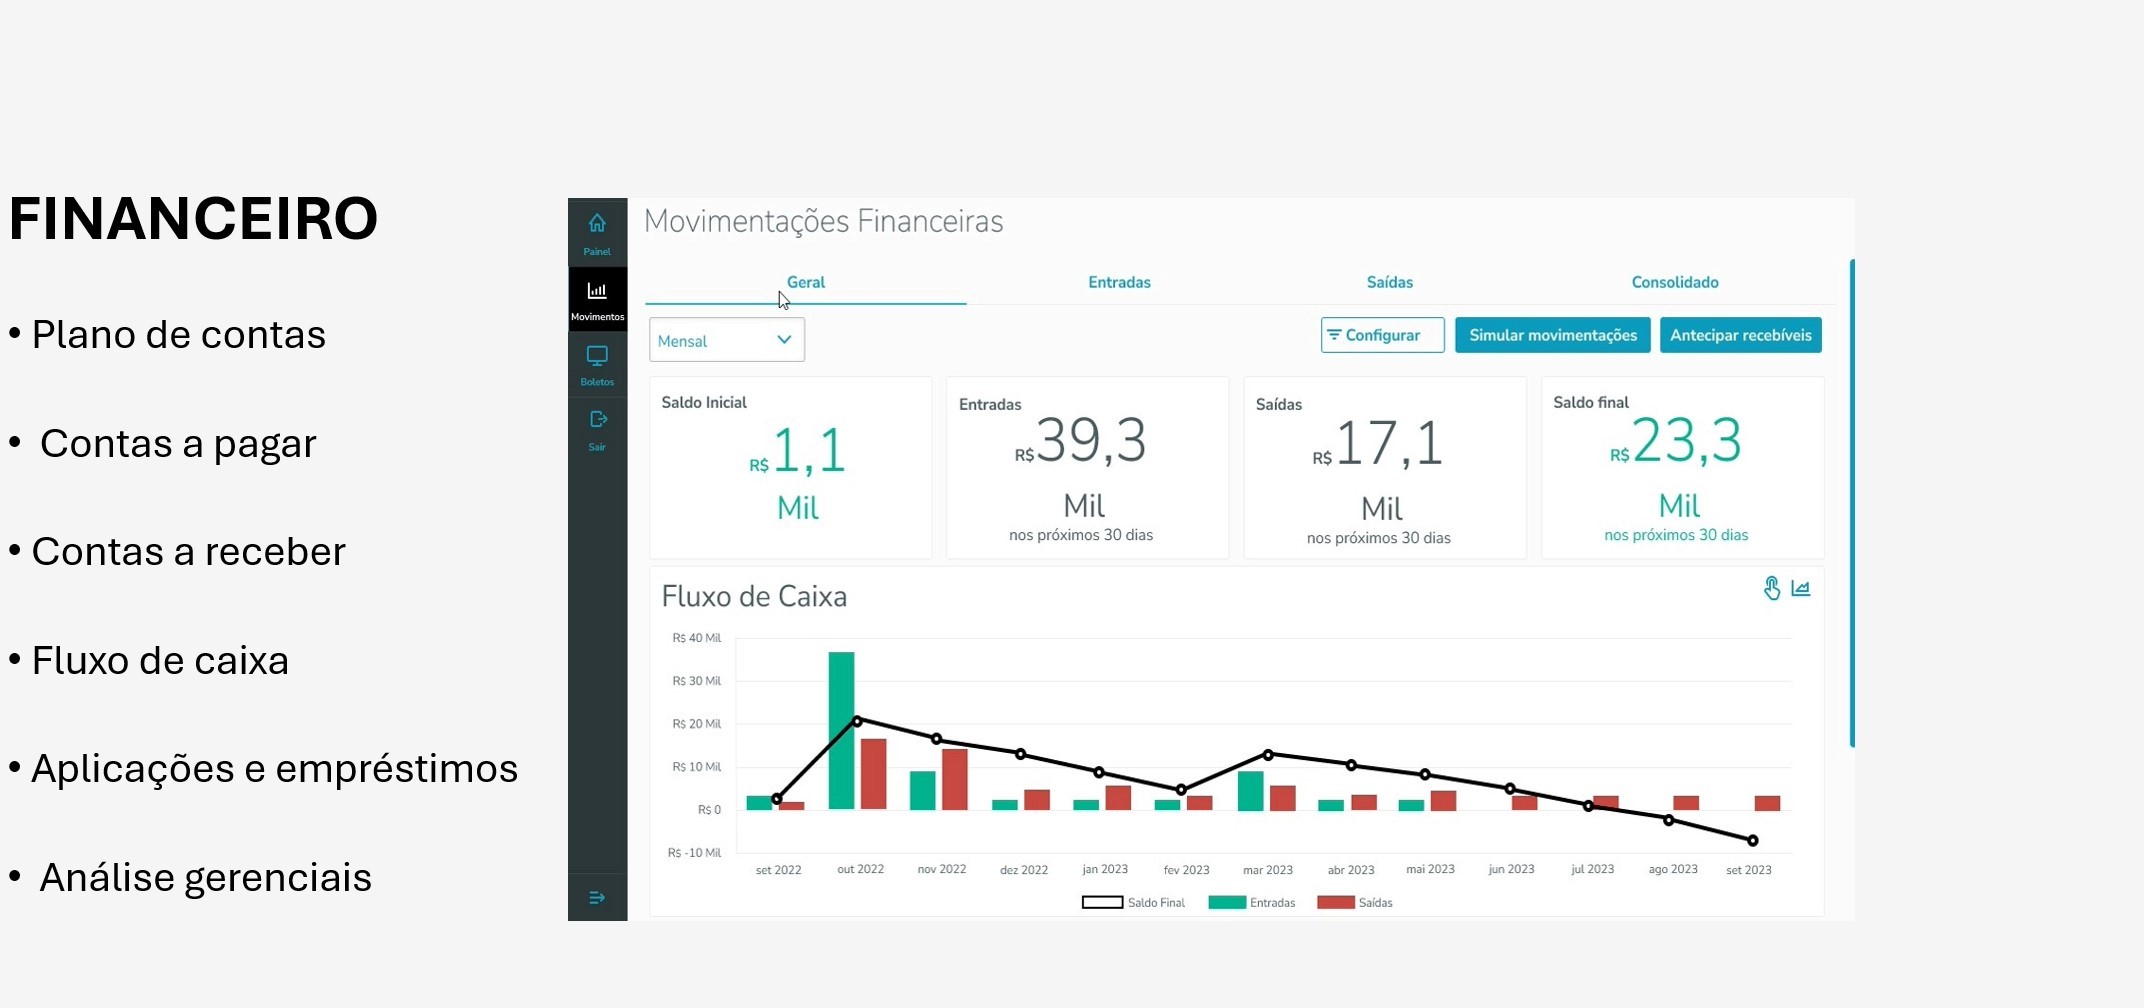 FINANCEIRO
• Plano de contas
• Contas a pagar
• Contas a receber
• Fluxo de caixa
• Aplicações e empréstimos
• Análise gerenciais
Painel
Movimentos
Boletos
Sair
Movimentações Financeiras
Geral Entradas Saídas Consolidado
Mensal Configurar Simular movimentações Antecipar recebíveis
Saldo Inicial
R$ 1,1
Mil
Entradas
R$ 39,3
Mil
nos próximos 30 dias
Saídas
R$ 17,1
Mil
nos próximos 30 dias
Saldo final
R$ 23,3
Mil
nos próximos 30 dias
Fluxo de Caixa
R$ 40 Mil
R$ 30 Mil
R$ 20 Mil
R$ 10 Mil
R$ 0
R$ -10 Mil
set 2022 out 2022 nov 2022 dez 2022 jan 2023 fev 2023 mar 2023 abr 2023 mai 2023 jun 2023 jul 2023 ago 2023 set 2023
Saldo Final Entradas Saídas